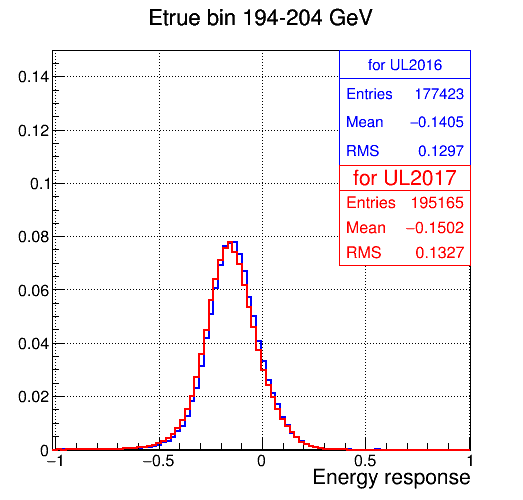 Etrue bin 194-204 GeV
for UL2016
Entries 177423
Mean −0.1405
RMS 0.1297
for UL2017
Entries 195165
Mean −0.1502
RMS 0.1327
0.14
0.12
0.1
0.08
0.06
0.04
0.02
0
−1 −0.5 0 0.5 1
Energy response